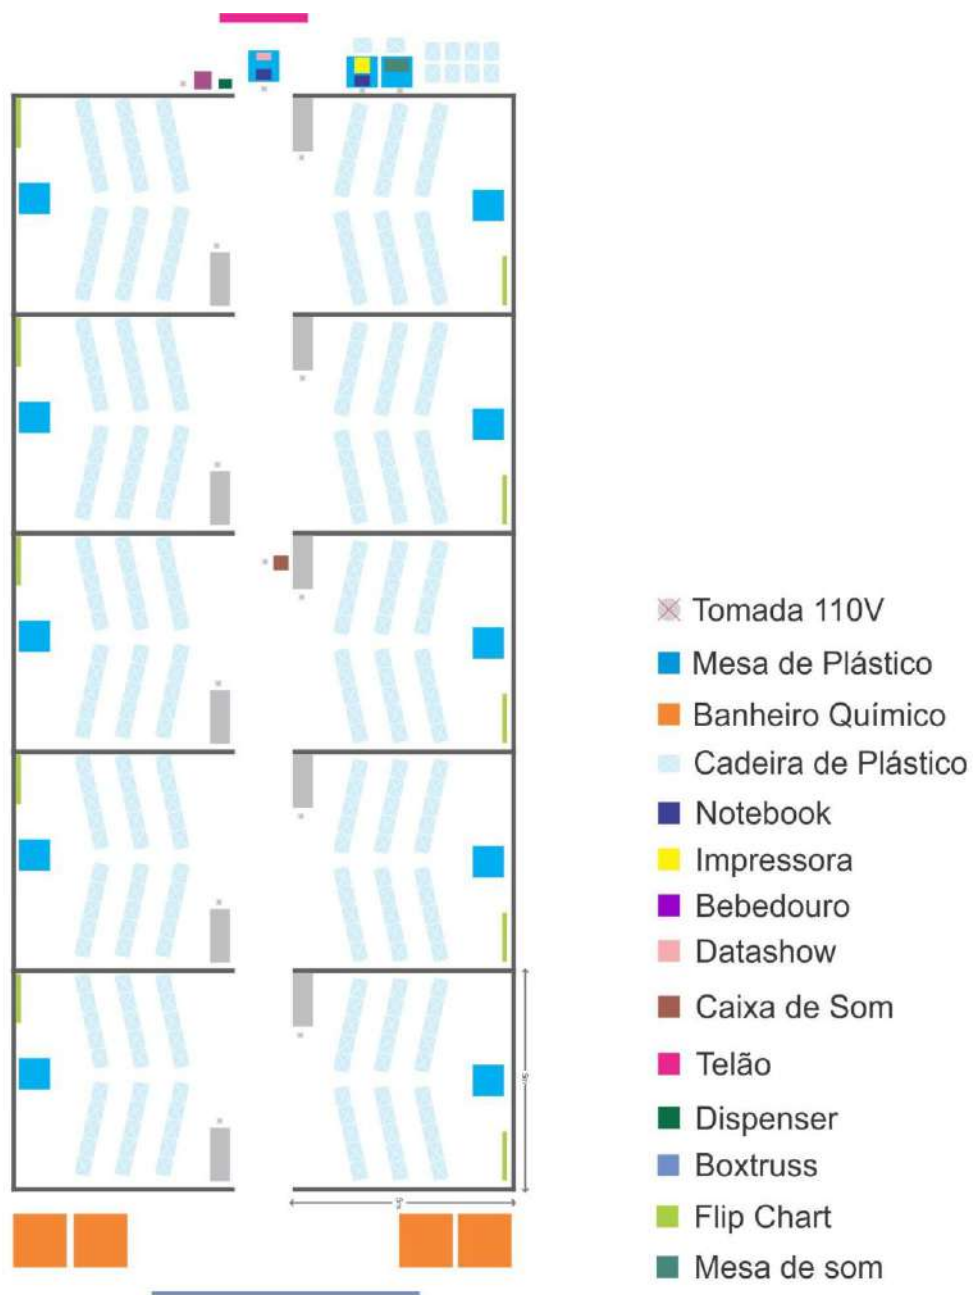 Tomada 110V
Mesa de Plástico
Banheiro Químico
Cadeira de Plástico
Notebook
Impressora
Bebedouro
Datashow
Caixa de Som
Telão
Dispenser
Boxtruss
Flip Chart
Mesa de som